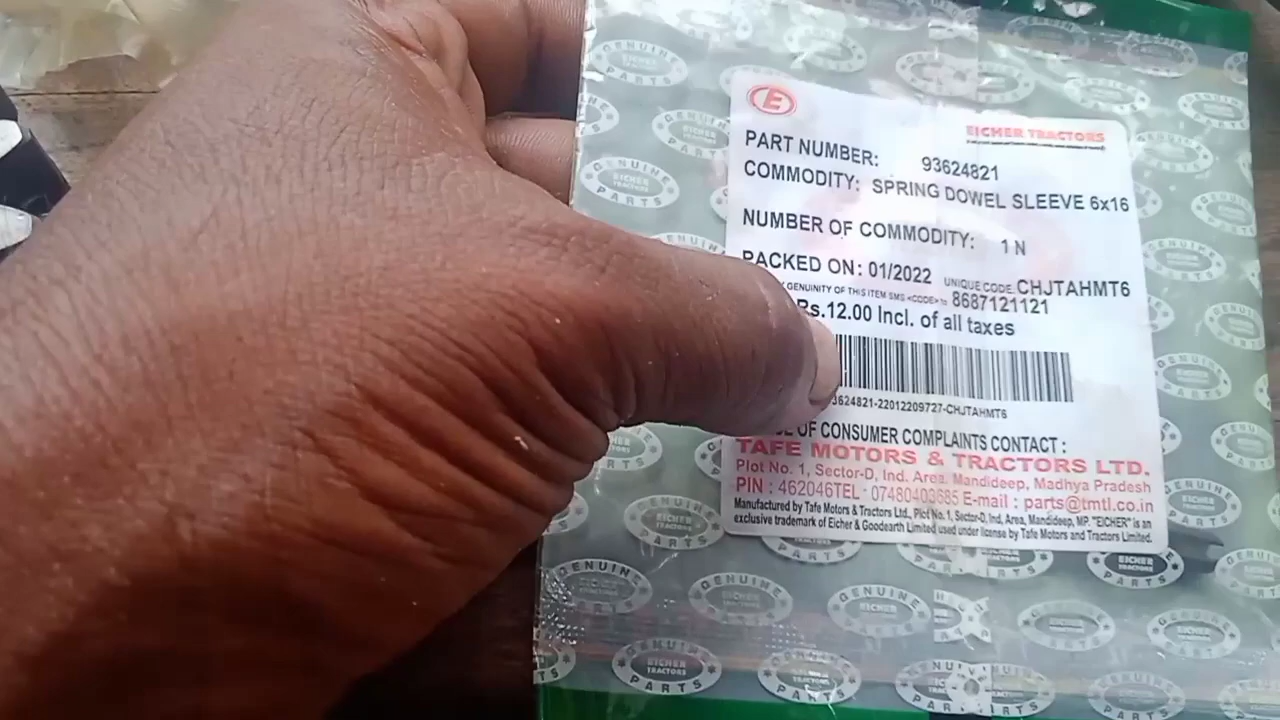 E
EICHER TRACTORS
PART NUMBER: 93624821
COMMODITY: SPRING DOWEL SLEEVE 6x16
NUMBER OF COMMODITY: 1 N
PACKED ON: 01/2022 UNIQUE CODE: CHJTAHMT6
GENUINITY OF THIS ITEM SMS <CODE> to 8687121121
Rs.12.00 Incl. of all taxes
3624821-22012209727-CHJTAHMT6
OF CONSUMER COMPLAINTS CONTACT :
TAFE MOTORS & TRACTORS LTD.
Plot No. 1, Sector-D, Ind. Area. Mandideep, Madhya Pradesh
PIN : 462046TEL : 07480403685 E-mail : parts@tmtl.co.in
Manufactured by Tafe Motors & Tractors Ltd., Plot No. 1, Sector-D, Ind, Area, Mandideep, MP. "EICHER" is an
exclusive trademark of Eicher & Goodearth Limited used under license by Tafe Motors and Tractors Limited.
GENUINE
EICHER
TRACTORS
PARTS